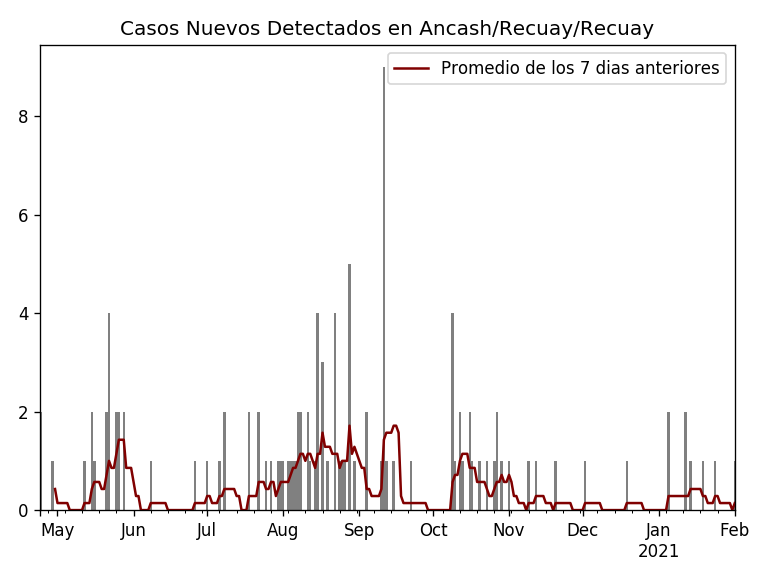 Casos Nuevos Detectados en Ancash/Recuay/Recuay
Promedio de los 7 dias anteriores
8
6
4
2
0
May Jun Jul Aug Sep Oct Nov Dec Jan Feb
2021